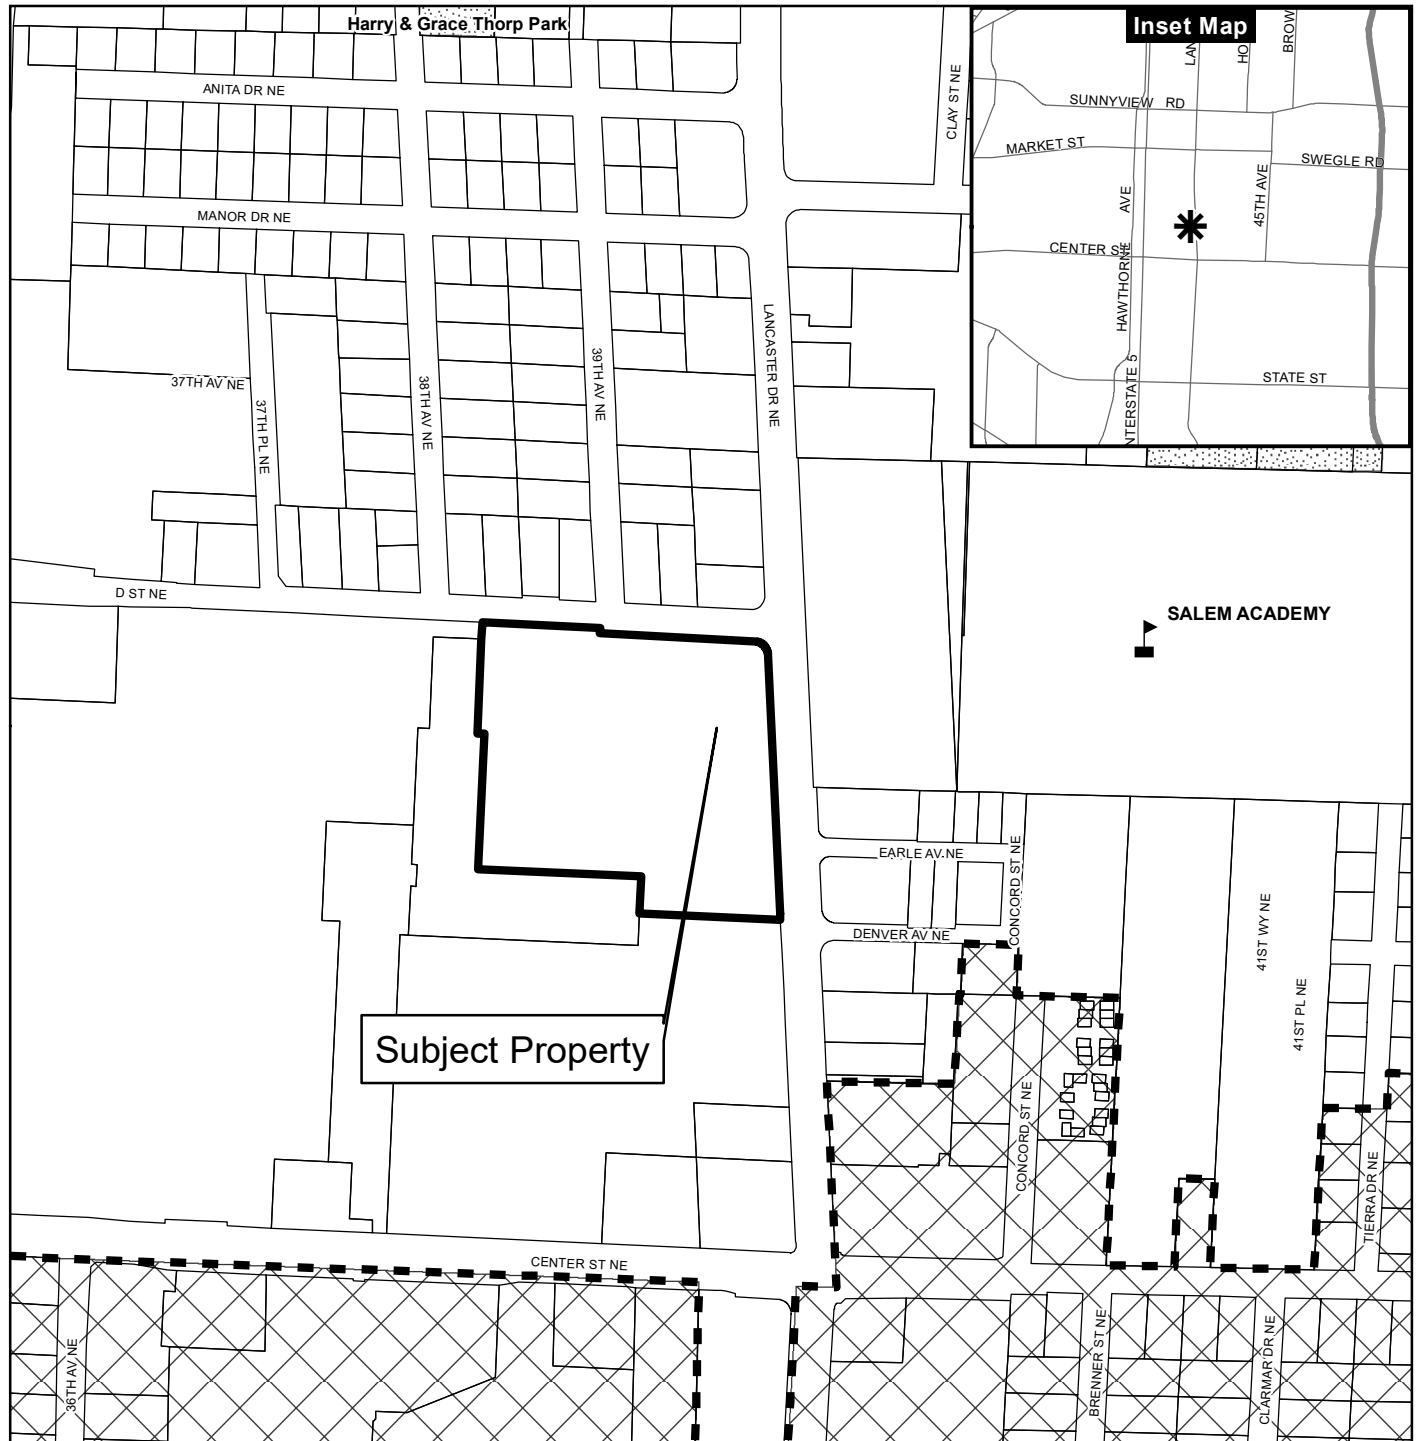 Harry & Grace Thorp Park
Inset Map
LAN
HO
BROW
SUNNYVIEW RD
MARKET ST
SWEGLE RD
HAWTHORNE AVE
45TH AVE
CENTER ST
NTERSTATE 5
STATE ST
ANITA DR NE
CLAY ST NE
MANOR DR NE
LANCASTER DR NE
37TH AV NE
37TH PL NE
38TH AV NE
39TH AV NE
D ST NE
SALEM ACADEMY
EARLE AV NE
CONCORD ST NE
DENVER AV NE
41ST WY NE
41ST PL NE
Subject Property
CONCORD ST NE
TIERRA DR NE
CENTER ST NE
36TH AV NE
BRENNER ST NE
CLARMAR DR NE